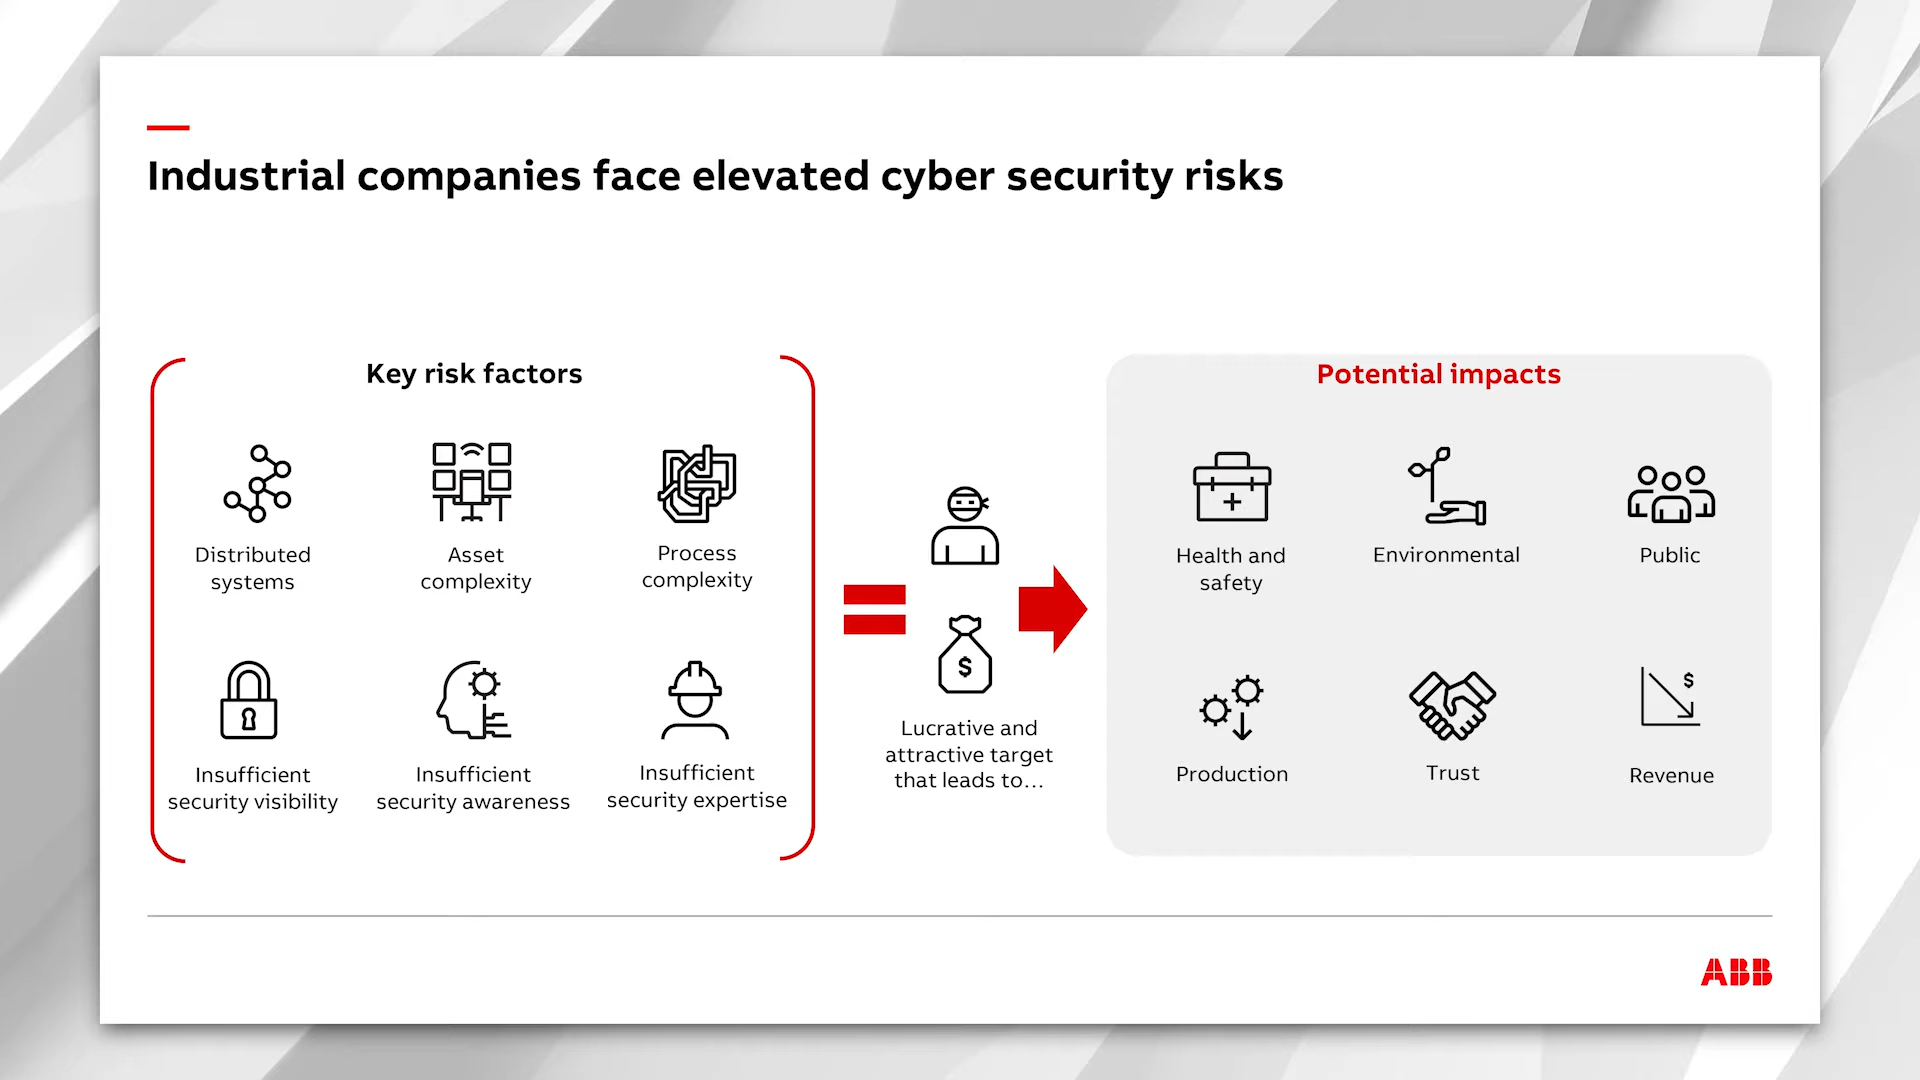 Industrial companies face elevated cyber security risks
Key risk factors
Distributed
systems
Asset
complexity
Process
complexity
Insufficient
security visibility
Insufficient
security awareness
Insufficient
security expertise
$
Lucrative and
attractive target
that leads to...
Potential impacts
Health and
safety
Environmental
Public
Production
Trust
$
Revenue
ABB